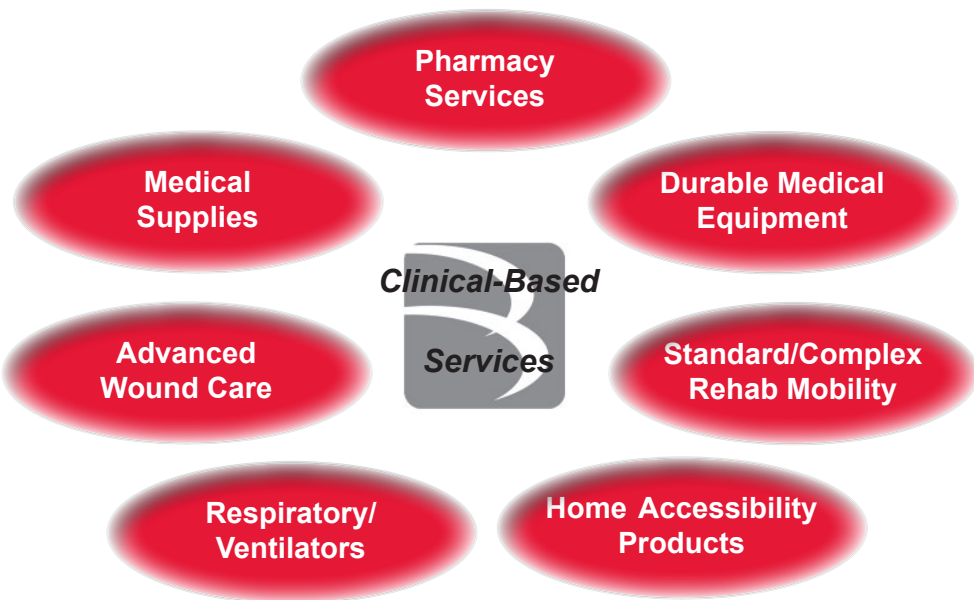 Pharmacy
Services
Medical
Supplies
Durable Medical
Equipment
Clinical-Based
Services
Advanced
Wound Care
Standard/Complex
Rehab Mobility
Respiratory/
Ventilators
Home Accessibility
Products